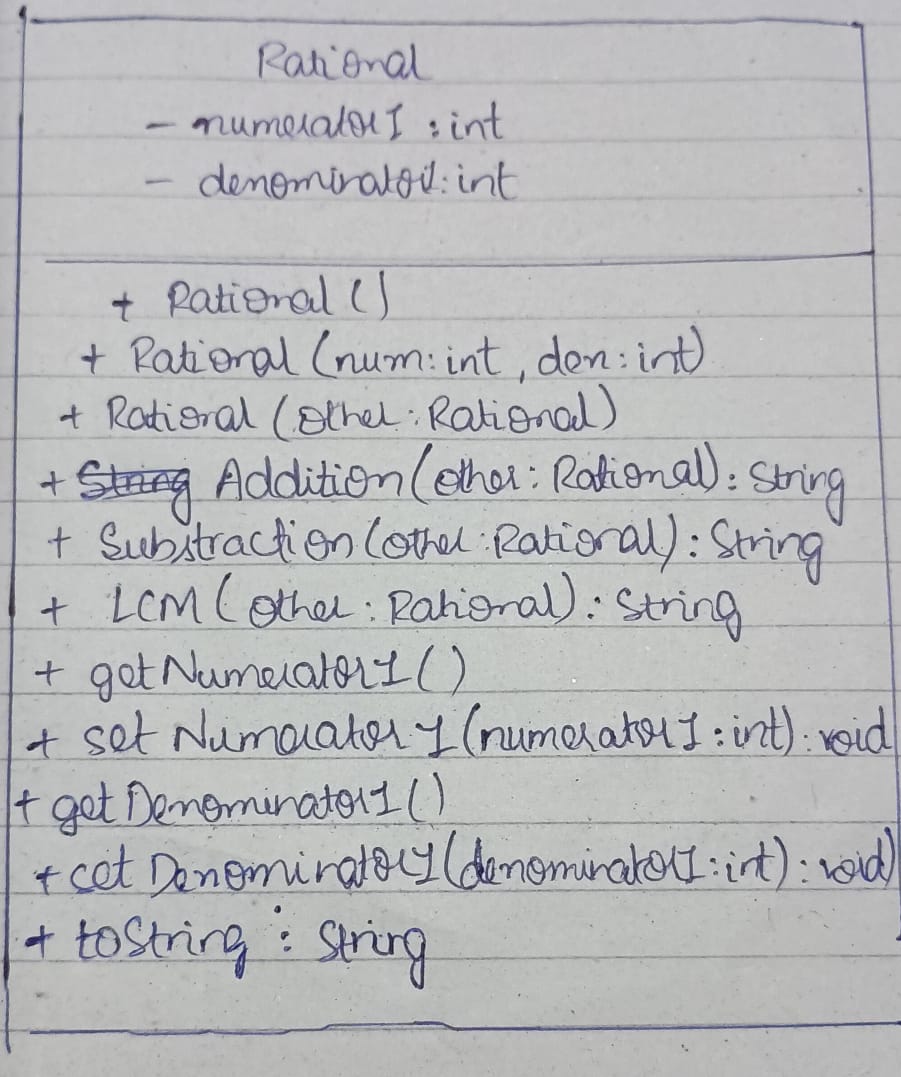 Rational
- numerator1 : int
- denominator1: int
+ Rational ()
+ Rational (num: int, den: int)
+ Rational (other: Rational)
+ String Addition (other: Rational): String
+ Substraction (other: Rational): String
+ LCM (other: Rational): String
+ getNumerator1 ()
+ set Numerator1 (numerator1: int): void
+ get Denominator1 ()
+ set Denominator1 (denominator1: int): void)
+ toString : String